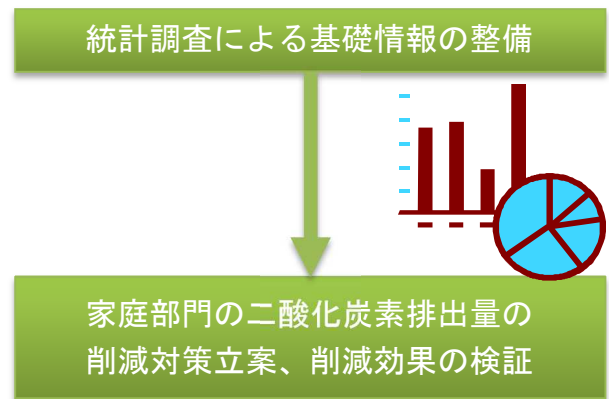 統計調査による基礎情報の整備
家庭部門の二酸化炭素排出量の
削減対策立案、削減効果の検証